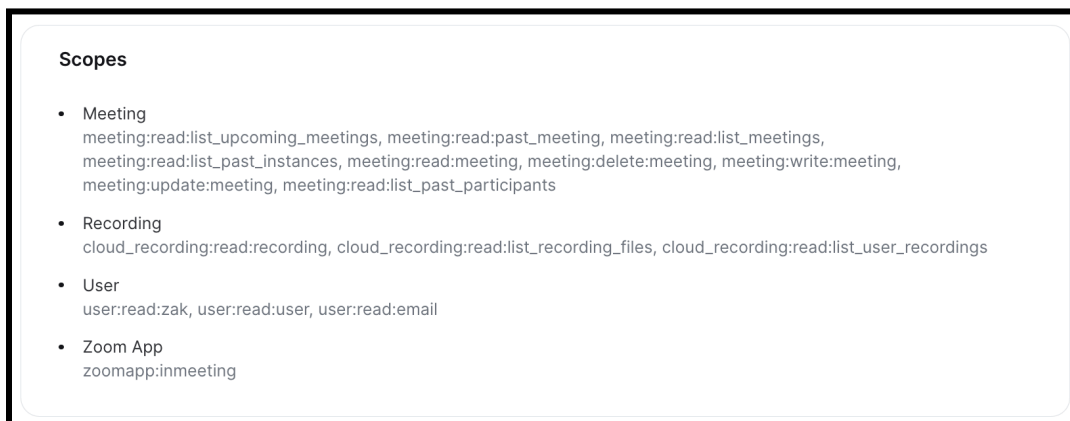 Scopes
Meeting
meeting:read:list_upcoming_meetings, meeting:read:past_meeting, meeting:read:list_meetings,
meeting:read:list_past_instances, meeting:read:meeting, meeting:delete:meeting, meeting:write:meeting,
meeting:update:meeting, meeting:read:list_past_participants
Recording
cloud_recording:read:recording, cloud_recording:read:list_recording_files, cloud_recording:read:list_user_recordings
User
user:read:zak, user:read:user, user:read:email
Zoom App
zoomapp:inmeeting